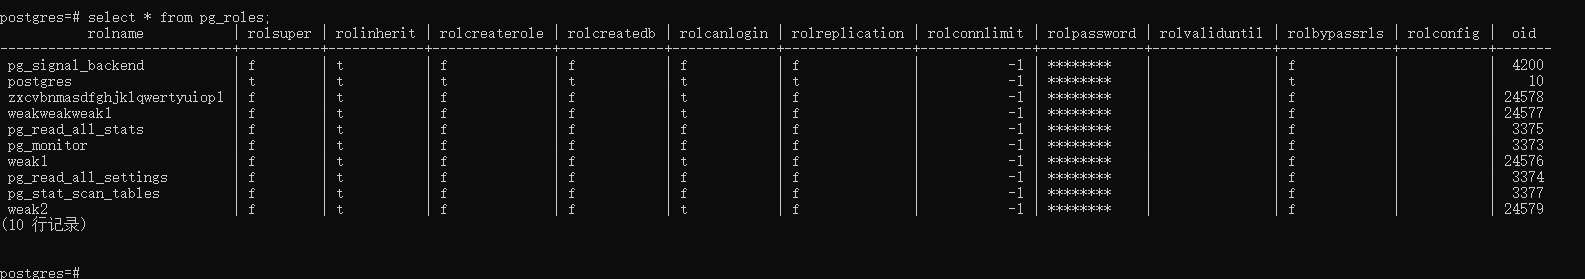 postgres=# select * from pg_roles;
rolname | rolsuper | rolinherit | rolcreaterole | rolcreatedb | rolcanlogin | rolreplication | rolconnlimit | rolpassword | rolvaliduntil | rolbypassrls | rolconfig | oid
pg_signal_backend | f | t | f | f | f | f | -1 | ******** | | f | | 4200
postgres | t | t | t | t | t | t | -1 | ******** | | t | | 10
zxcvbnmasdfghjklqwertyuiop1 | f | t | f | f | t | f | -1 | ******** | | f | | 24578
weakweakweak1 | f | t | f | f | t | f | -1 | ******** | | f | | 24577
pg_read_all_stats | f | t | f | f | f | f | -1 | ******** | | f | | 3375
pg_monitor | f | t | f | f | f | f | -1 | ******** | | f | | 3373
weak1 | f | t | f | f | t | f | -1 | ******** | | f | | 24576
pg_read_all_settings | f | t | f | f | f | f | -1 | ******** | | f | | 3374
pg_stat_scan_tables | f | t | f | f | f | f | -1 | ******** | | f | | 3377
weak2 | f | t | f | f | t | f | -1 | ******** | | f | | 24579
(10 行记录)
postgres=#